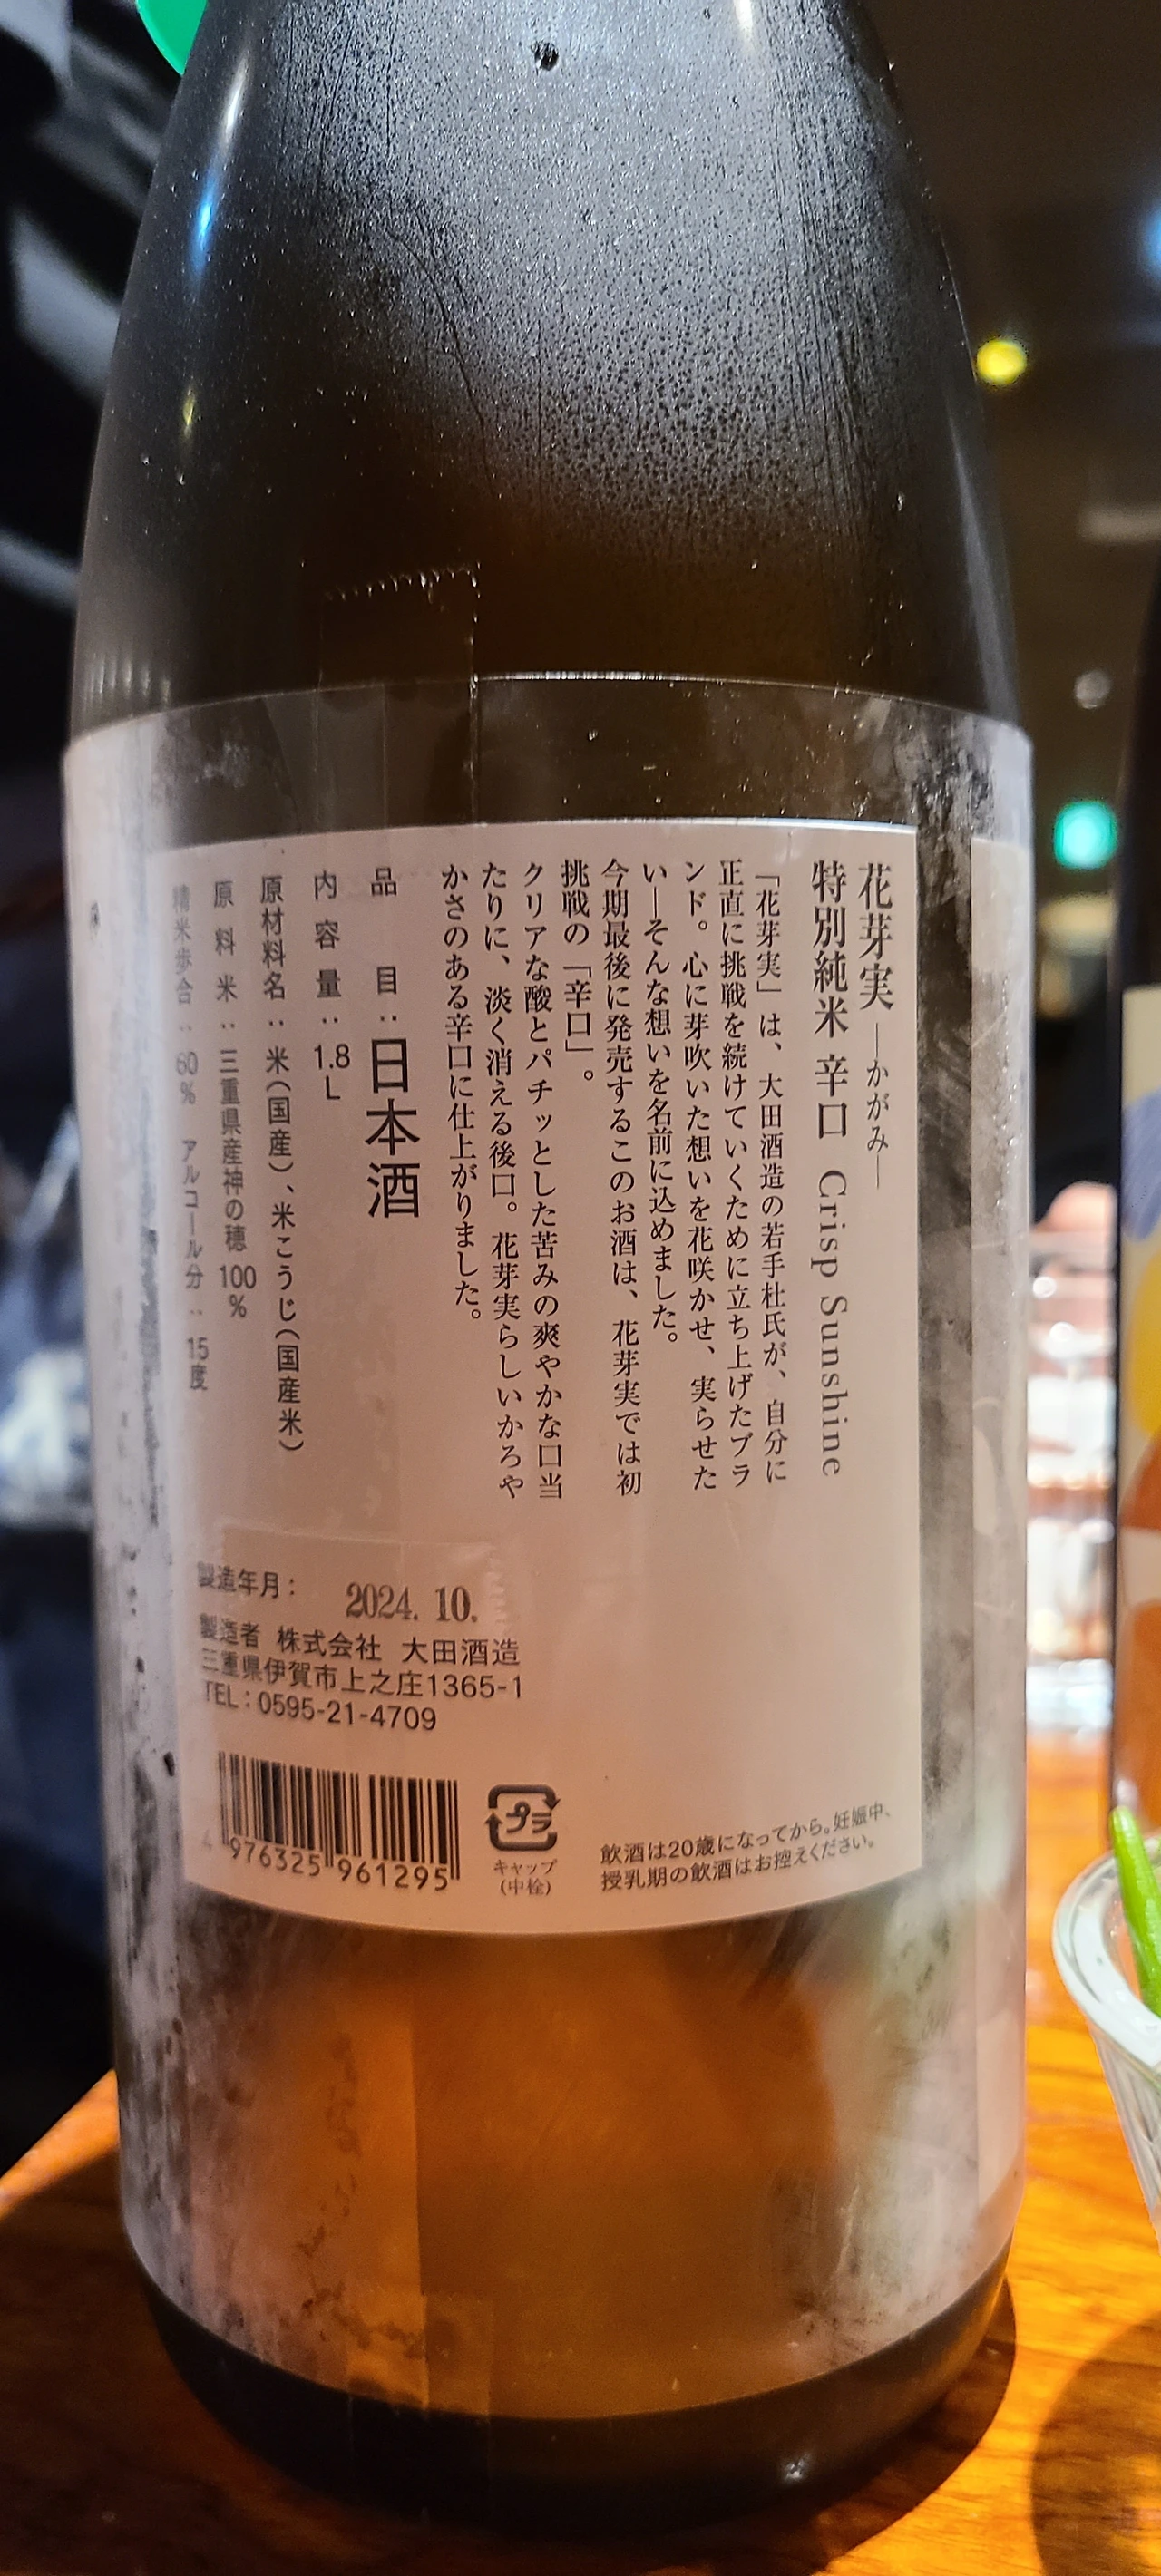 花芽実 ―かがみ―
特別純米 辛口 Crisp Sunshine
「花芽実」は、大田酒造の若手杜氏が、自分に
正直に挑戦を続けていくために立ち上げたブラ
ンド。心に芽吹いた想いを花咲かせ、実らせた
い―そんな想いを名前に込めました。
今期最後に発売するこのお酒は、花芽実では初
挑戦の「辛口」。
クリアな酸とパチッとした苦みの爽やかな口当
たりに、淡く消える後口。花芽実らしいかろや
かさのある辛口に仕上がりました。
品目:日本酒
内容量:1.8L
原材料名:米(国産)、米こうじ(国産米)
原料米:三重県産神の穂100%
精米歩合:60% アルコール分:15度
製造年月: 2024. 10.
製造者 株式会社 大田酒造
三重県伊賀市上之庄1365-1
TEL:0595-21-4709
4 976325 961295
プラ
キャップ
(中栓)
飲酒は20歳になってから。妊娠中、
授乳期の飲酒はお控えください。